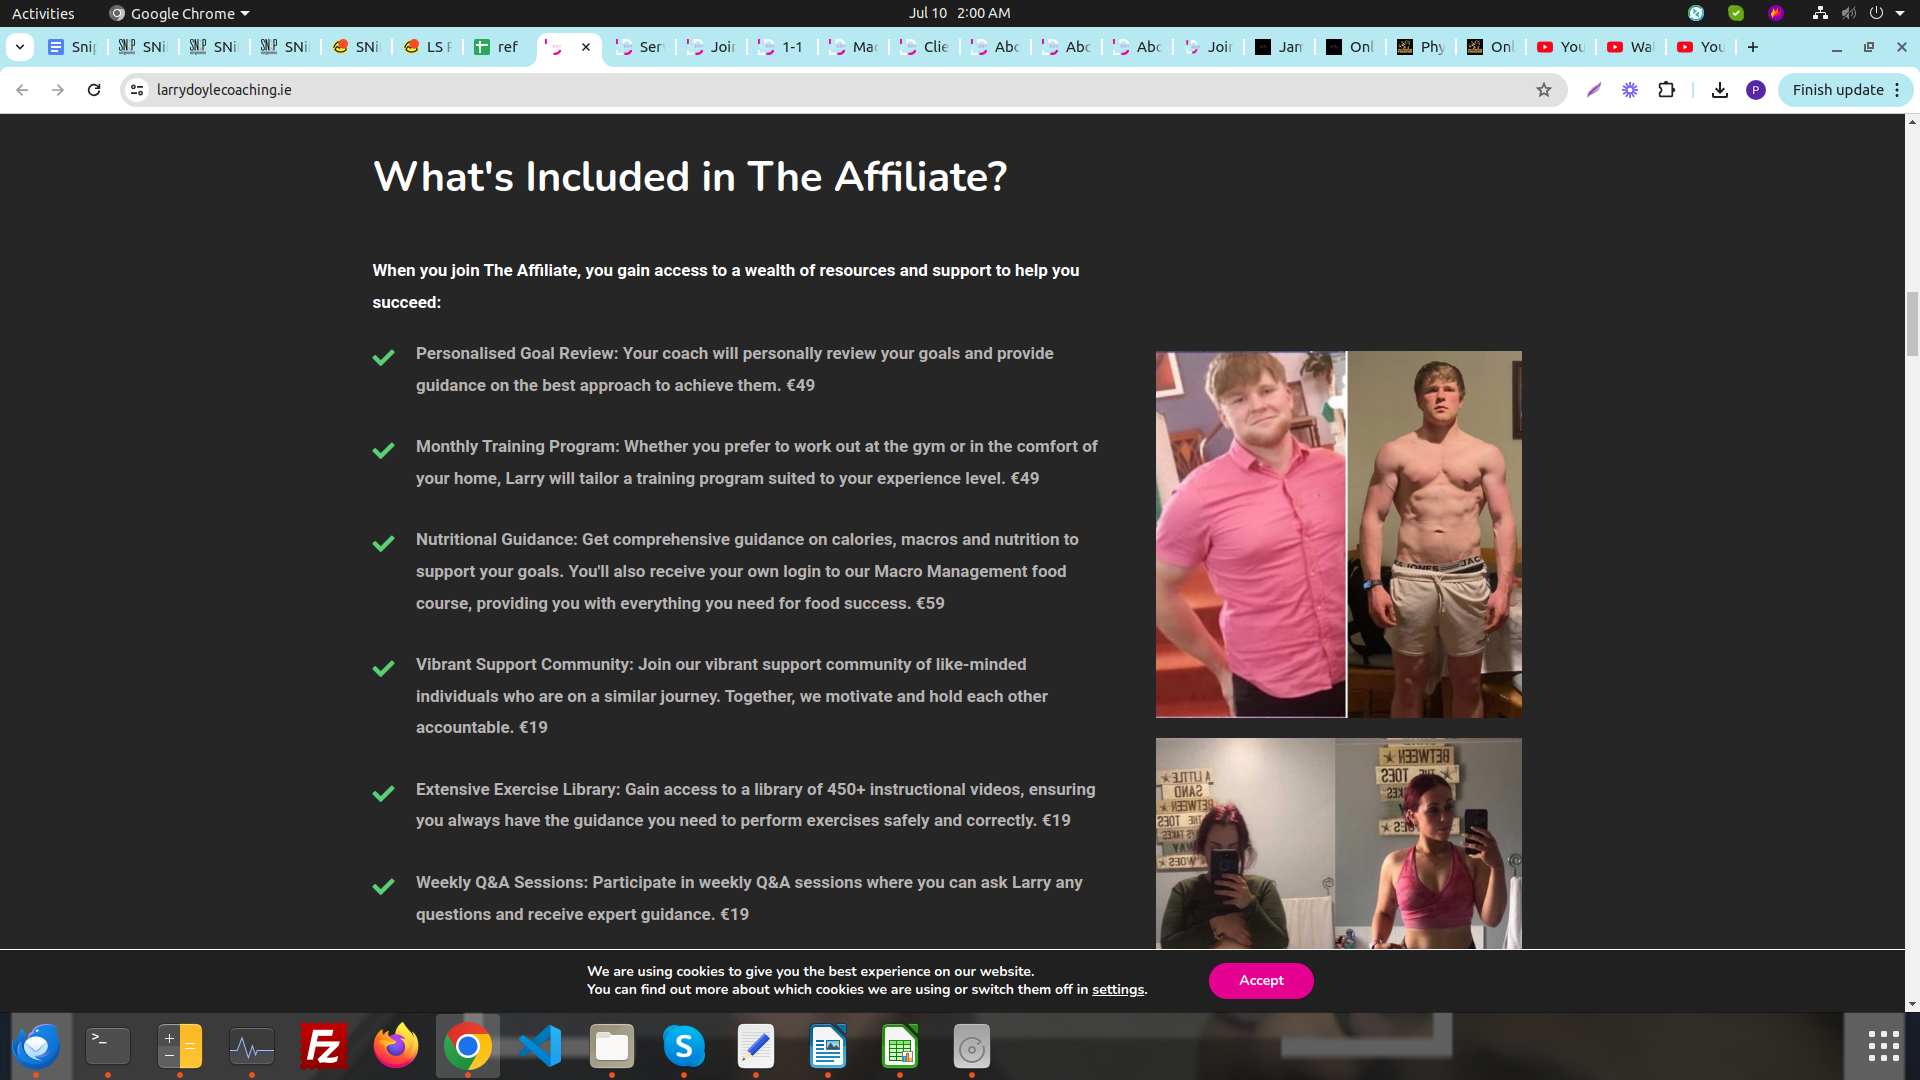 Activities
Google Chrome
Jul 10 2:00 AM
Snip
SNi
SNi
SNi
SNi
LS F
ref
Ser
Joir
1-1
Mac
Clie
Abc
Abc
Abc
Joir
Jam
Onl
Phy
Onl
You
Wa
You
larrydoylecoaching.ie
P
Finish update
What's Included in The Affiliate?
When you join The Affiliate, you gain access to a wealth of resources and support to help you
succeed:
Personalised Goal Review: Your coach will personally review your goals and provide
guidance on the best approach to achieve them. €49
Monthly Training Program: Whether you prefer to work out at the gym or in the comfort of
your home, Larry will tailor a training program suited to your experience level. €49
Nutritional Guidance: Get comprehensive guidance on calories, macros and nutrition to
support your goals. You'll also receive your own login to our Macro Management food
course, providing you with everything you need for food success. €59
Vibrant Support Community: Join our vibrant support community of like-minded
individuals who are on a similar journey. Together, we motivate and hold each other
accountable. €19
Extensive Exercise Library: Gain access to a library of 450+ instructional videos, ensuring
you always have the guidance you need to perform exercises safely and correctly. €19
Weekly Q&A Sessions: Participate in weekly Q&A sessions where you can ask Larry any
questions and receive expert guidance. €19
BETWEEN
THE TOES
A LITTLE
SAND
BETWEEN
THE TOES
We are using cookies to give you the best experience on our website.
You can find out more about which cookies we are using or switch them off in settings.
Accept